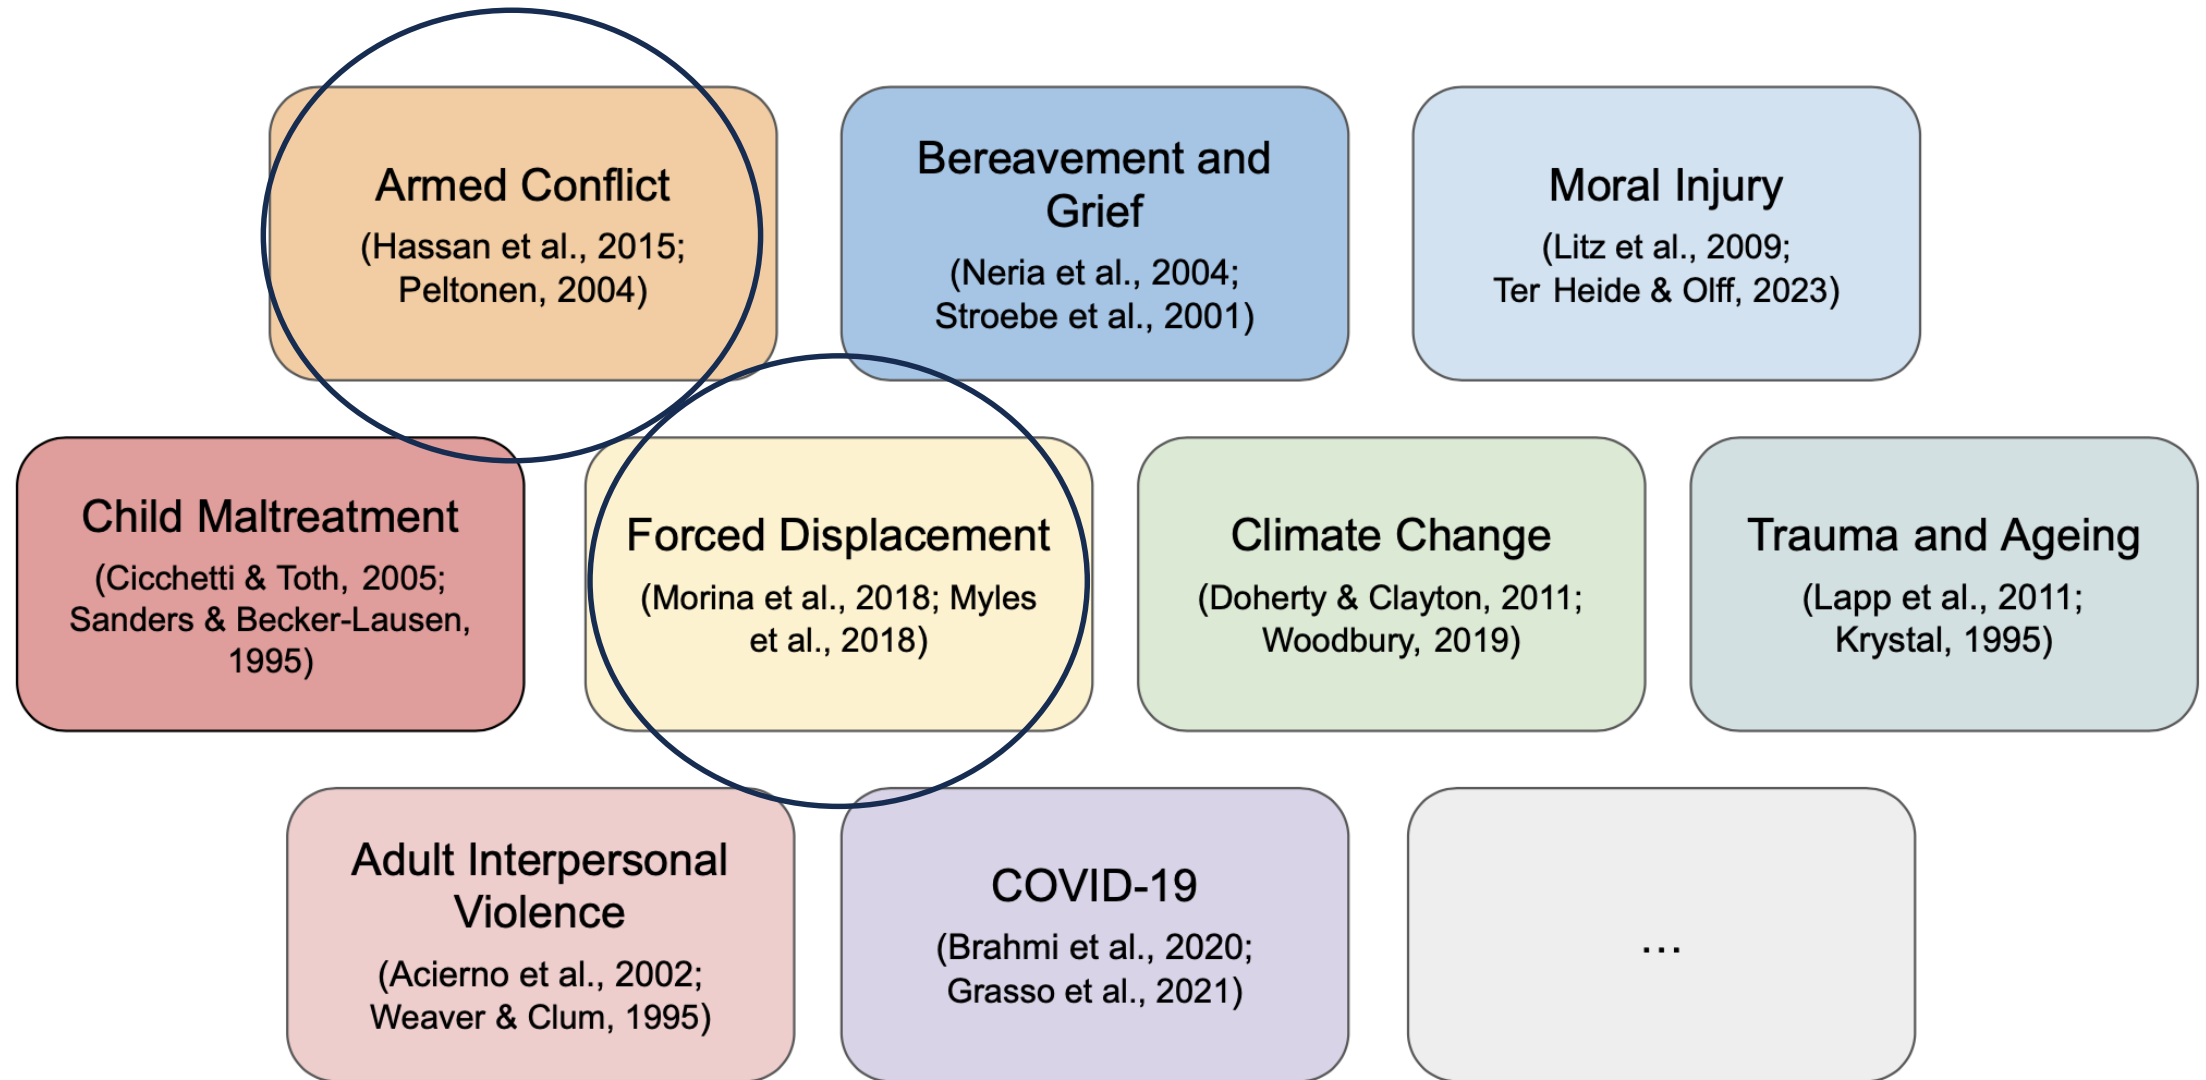 Armed Conflict
(Hassan et al., 2015;
Peltonen, 2004)
Bereavement and
Grief
(Neria et al., 2004;
Stroebe et al., 2001)
Moral Injury
(Litz et al., 2009;
Ter Heide & Olff, 2023)
Child Maltreatment
(Cicchetti & Toth, 2005;
Sanders & Becker-Lausen,
1995)
Forced Displacement
(Morina et al., 2018; Myles
et al., 2018)
Climate Change
(Doherty & Clayton, 2011;
Woodbury, 2019)
Trauma and Ageing
(Lapp et al., 2011;
Krystal, 1995)
Adult Interpersonal
Violence
(Acierno et al., 2002;
Weaver & Clum, 1995)
COVID-19
(Brahmi et al., 2020;
Grasso et al., 2021)
...